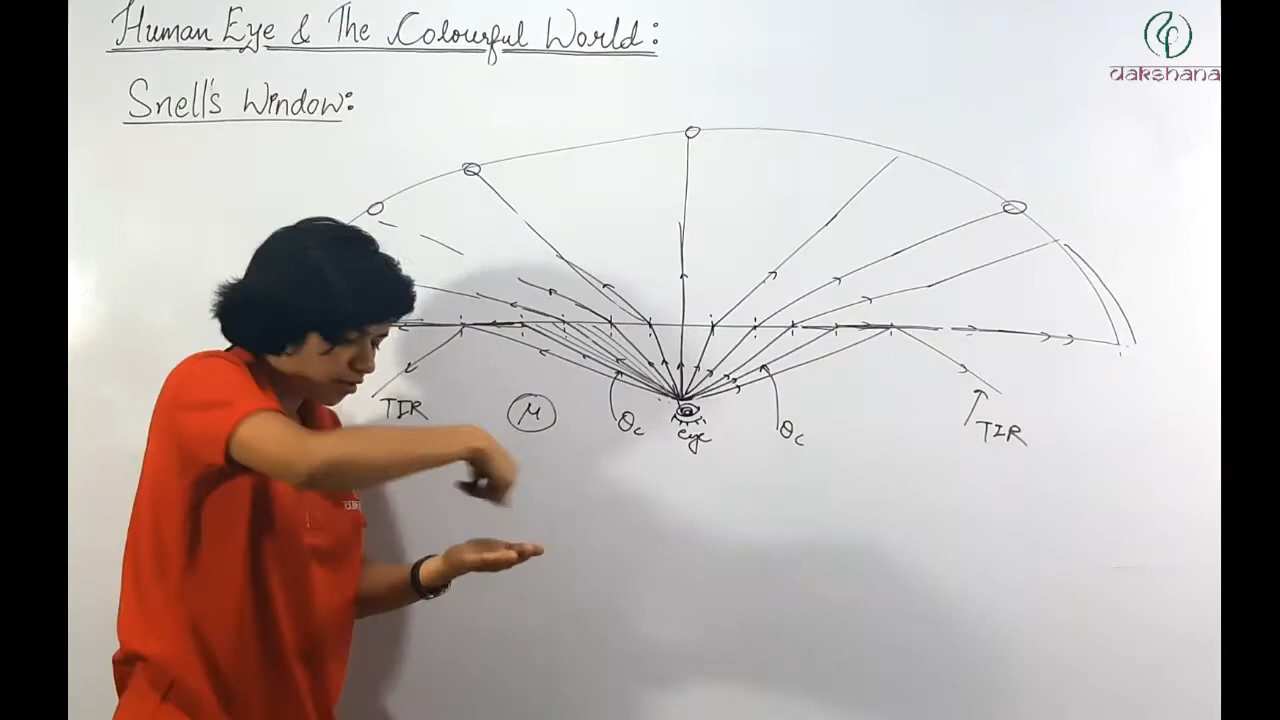 Human Eye & The Colourful World:
dakshana
Snell's Window:
TIR
μ
θc
eye
θc
TIR